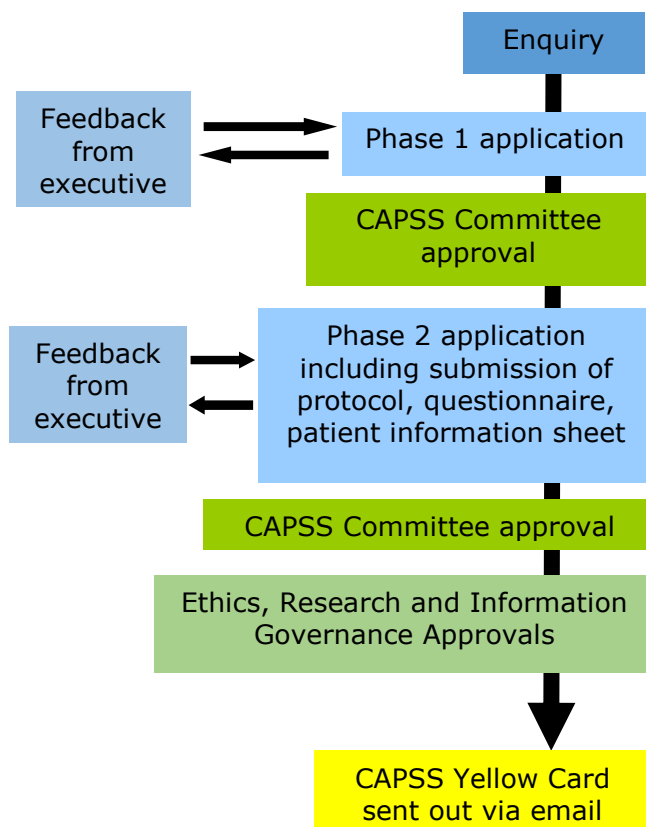 Enquiry
Feedback
from
executive
Phase 1 application
CAPSS Committee
approval
Feedback
from
executive
Phase 2 application
including submission of
protocol, questionnaire,
patient information sheet
CAPSS Committee approval
Ethics, Research and Information
Governance Approvals
CAPSS Yellow Card
sent out via email